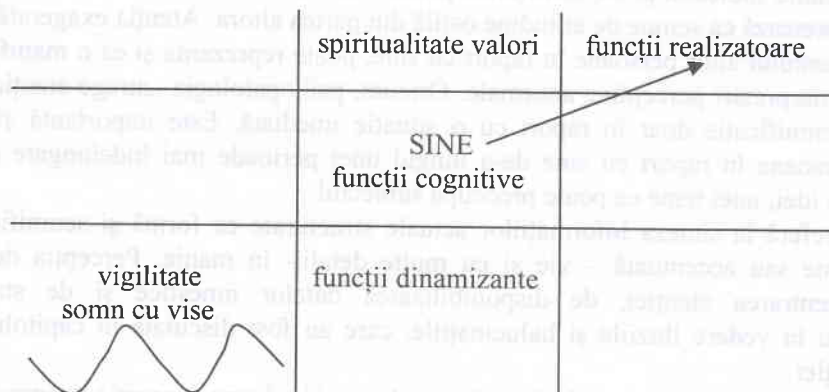 spiritualitate valori
funcții realizatoare
SINE
funcții cognitive
vigilitate
somn cu vise
funcții dinamizante